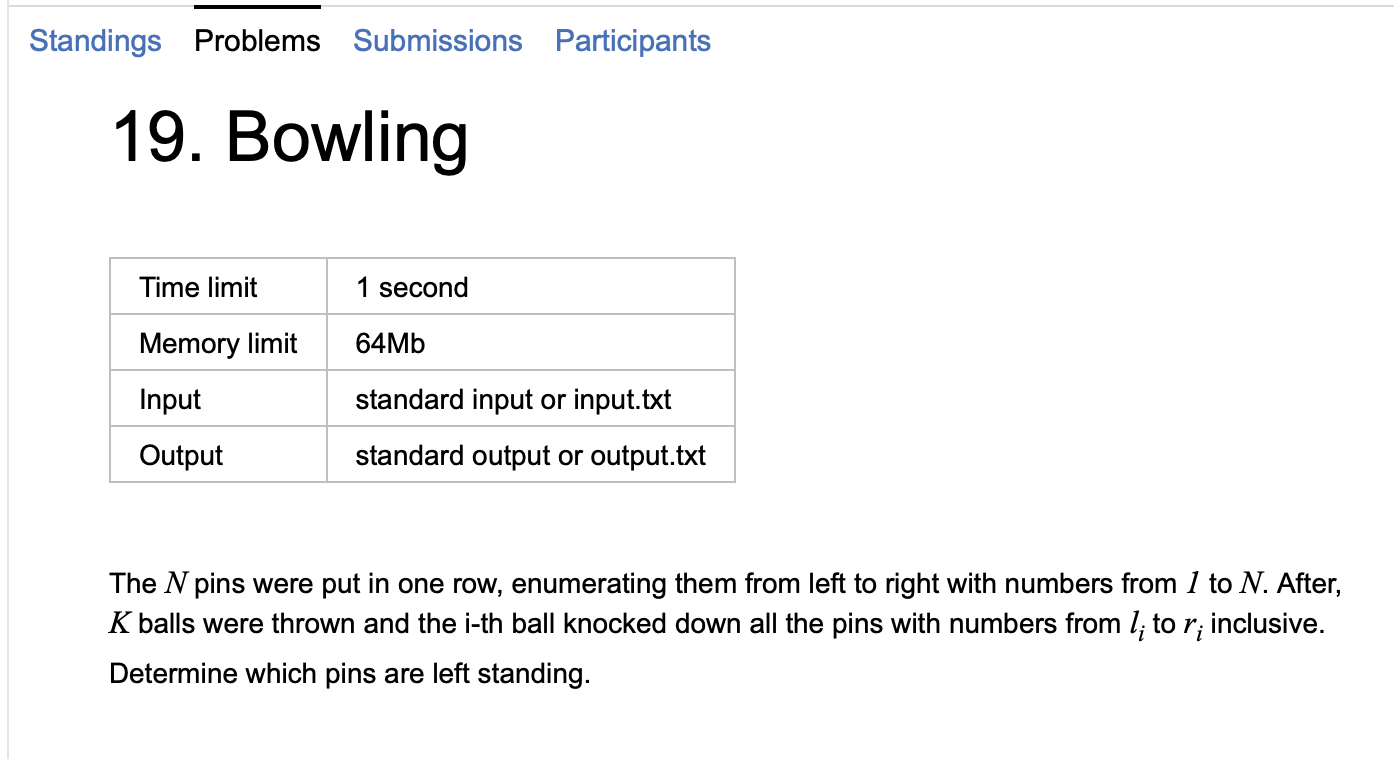 Standings Problems Submissions Participants
19. Bowling
Time limit 1 second
Memory limit 64Mb
Input standard input or input.txt
Output standard output or output.txt
The N pins were put in one row, enumerating them from left to right with numbers from 1 to N. After,
K balls were thrown and the i-th ball knocked down all the pins with numbers from l_i to r_i inclusive.
Determine which pins are left standing.